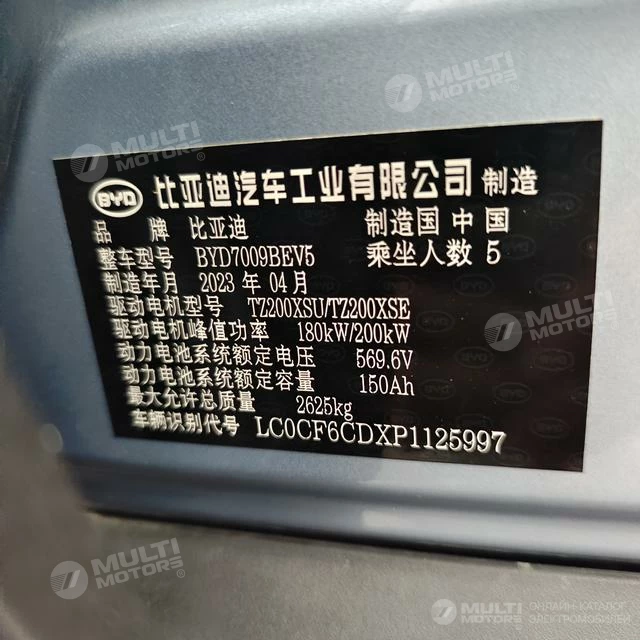 MULTI MOTORS
MULTI MOTORS
BYD 比亚迪汽车工业有限公司 制造
品 牌 比亚迪 制造国 中国
整车型号 BYD7009BEV5 乘坐人数 5
制造年月 2023 年 04 月
驱动电机型号 TZ200XSU/TZ200XSE
驱动电机峰值功率 180kW/200kW
动力电池系统额定电压 569.6V
动力电池系统额定容量 150Ah
最大允许总质量 2625kg
车辆识别代号 LC0CF6CDXP1125997
MULTI MOTORS
MULTI MOTORS ОНЛАЙН-КАТАЛОГ ЭЛЕКТРОМОБИЛЕЙ